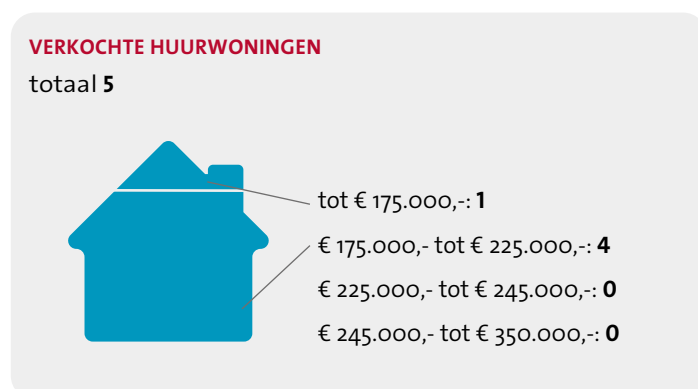 VERKOCHTE HUURWONINGEN
totaal 5
tot € 175.000,-: 1
€ 175.000,- tot € 225.000,-: 4
€ 225.000,- tot € 245.000,-: 0
€ 245.000,- tot € 350.000,-: 0